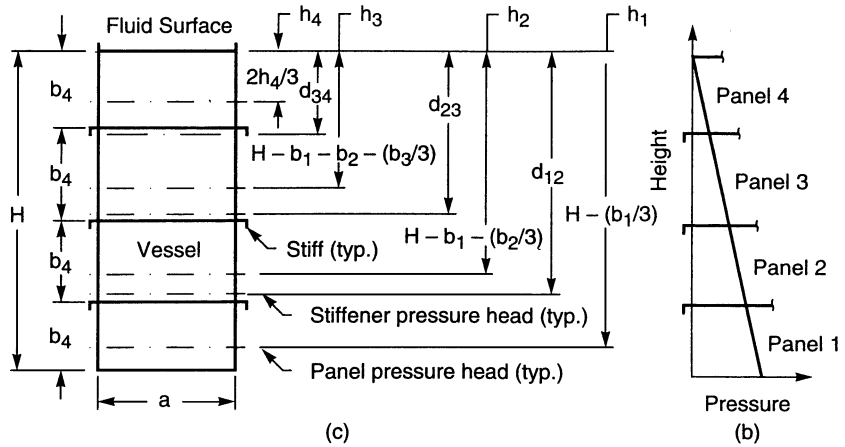 Fluid Surface
h4
h3
h2
h1
b4
2h4/3
d34
d23
Panel 4
b4
H – b1 – b2 – (b3/3)
d12
Height
Panel 3
H
Vessel
Stiff (typ.)
H – b1 – (b2/3)
H – (b1/3)
b4
Panel 2
Stiffener pressure head (typ.)
b4
Panel 1
Panel pressure head (typ.)
a
Pressure
(c)
(b)